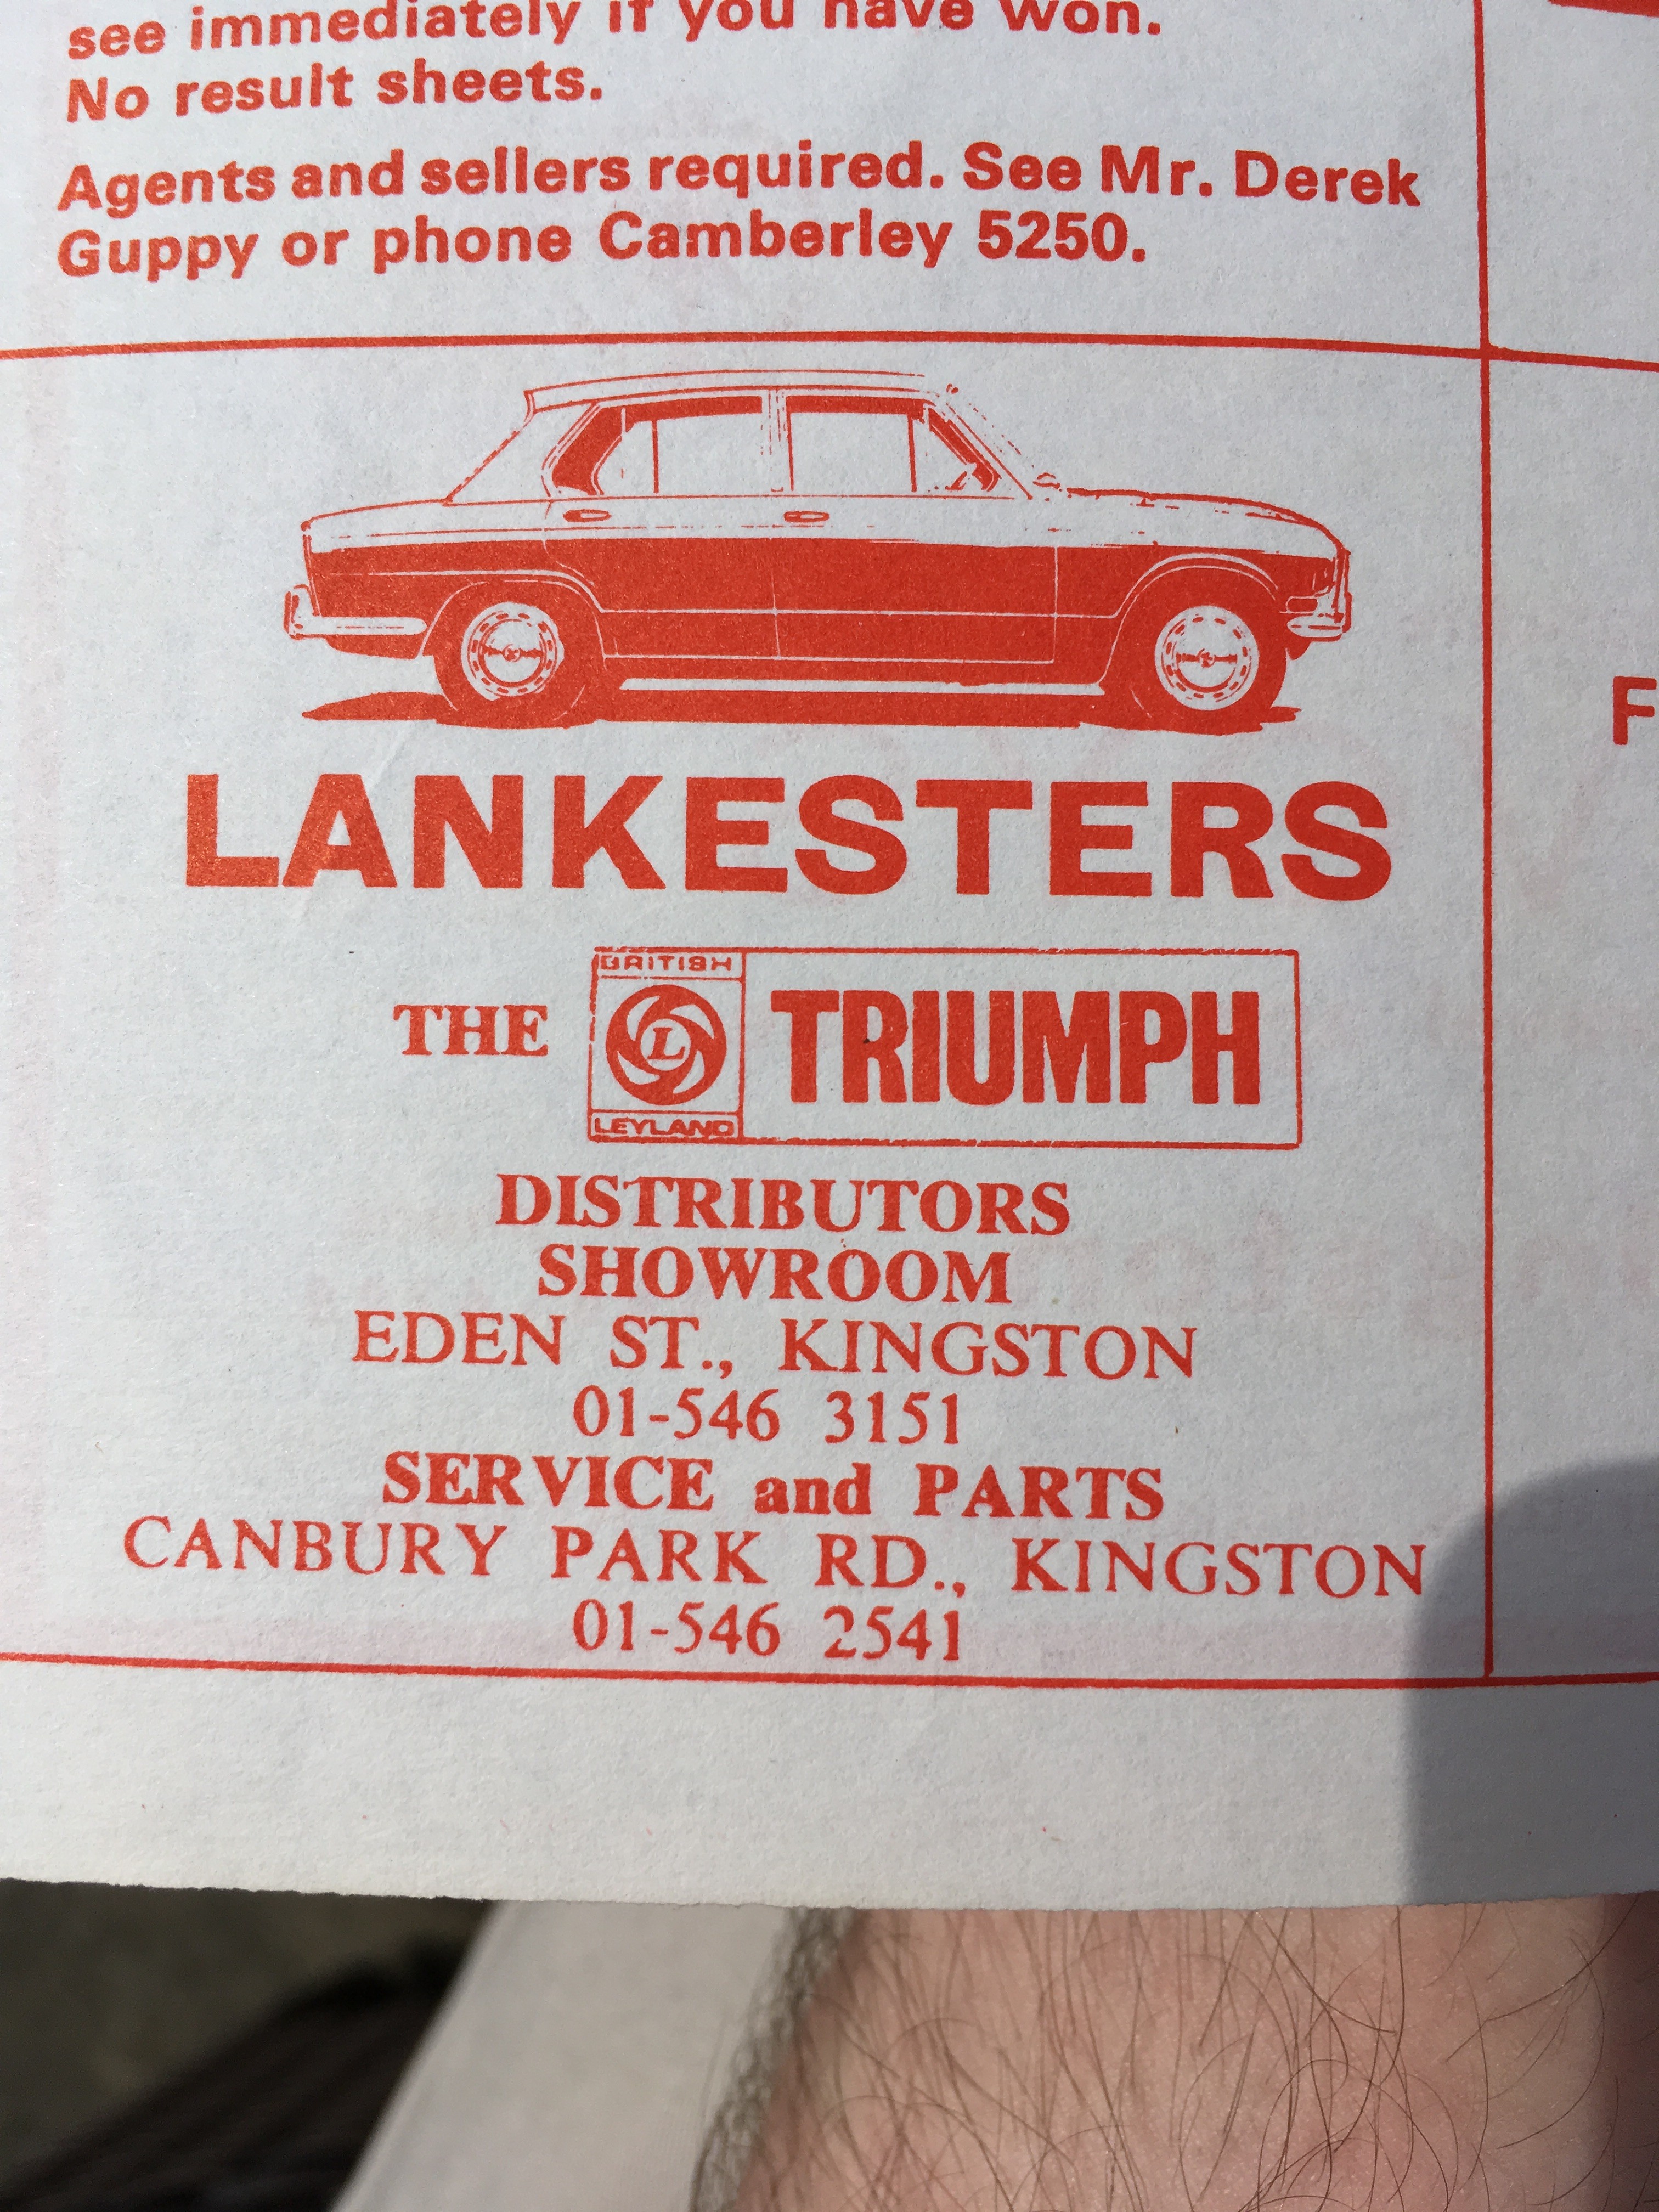 see immediately if you have won.
No result sheets.
Agents and sellers required. See Mr. Derek
Guppy or phone Camberley 5250.
LANKESTERS
THE
BRITISH
L
LEYLAND
TRIUMPH
DISTRIBUTORS
SHOWROOM
EDEN ST., KINGSTON
01-546 3151
SERVICE and PARTS
CANBURY PARK RD., KINGSTON
01-546 2541
F